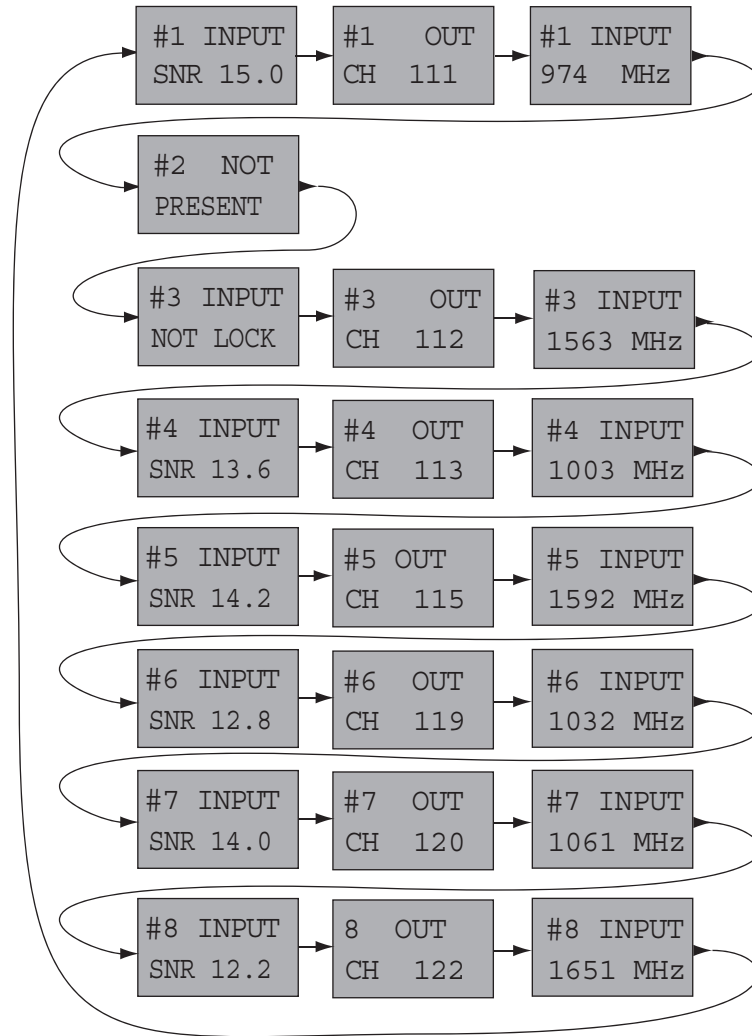 #1 INPUT
SNR 15.0
#1 OUT
CH 111
#1 INPUT
974 MHz
#2 NOT
PRESENT
#3 INPUT
NOT LOCK
#3 OUT
CH 112
#3 INPUT
1563 MHz
#4 INPUT
SNR 13.6
#4 OUT
CH 113
#4 INPUT
1003 MHz
#5 INPUT
SNR 14.2
#5 OUT
CH 115
#5 INPUT
1592 MHz
#6 INPUT
SNR 12.8
#6 OUT
CH 119
#6 INPUT
1032 MHz
#7 INPUT
SNR 14.0
#7 OUT
CH 120
#7 INPUT
1061 MHz
#8 INPUT
SNR 12.2
8 OUT
CH 122
#8 INPUT
1651 MHz